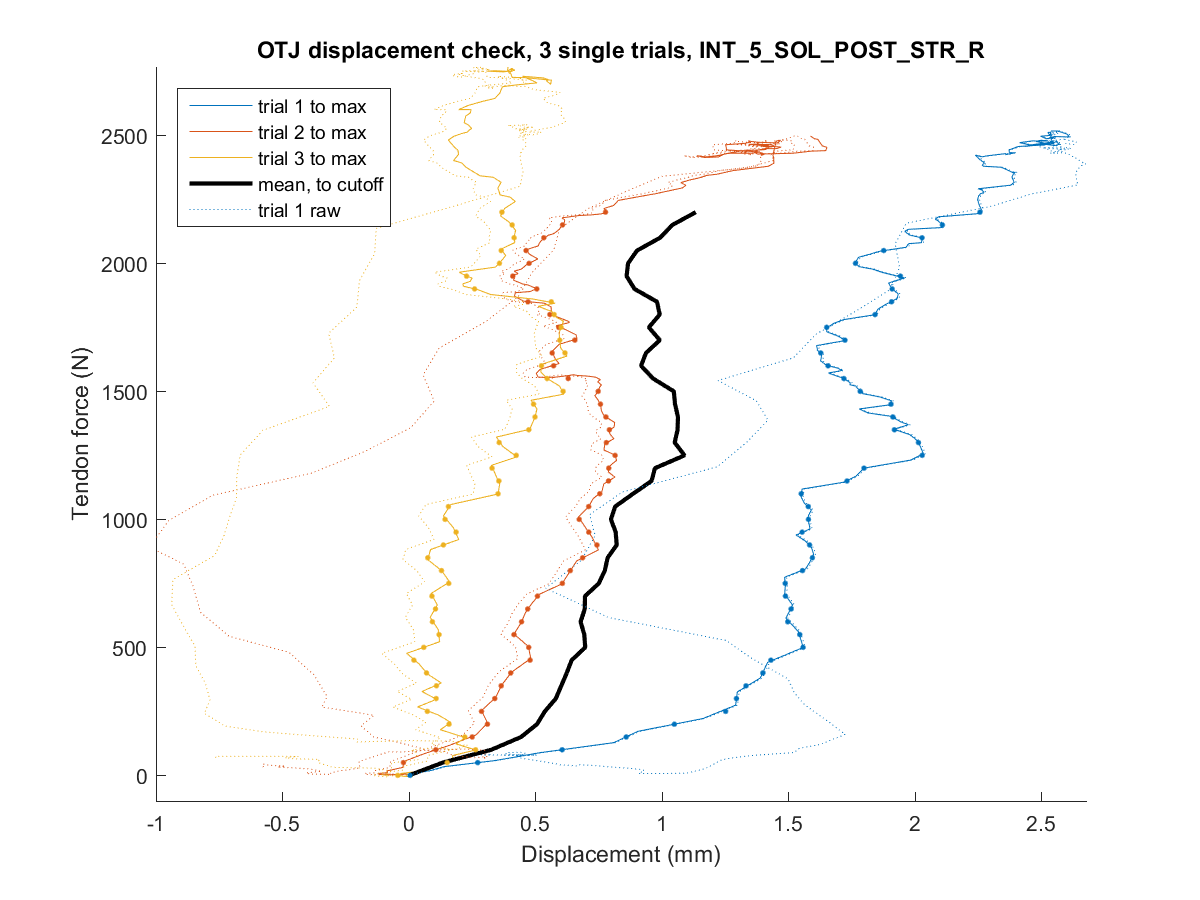 OTJ displacement check, 3 single trials, INT_5_SOL_POST_STR_R
trial 1 to max
trial 2 to max
trial 3 to max
mean, to cutoff
trial 1 raw
2500
2000
1500
1000
500
0
Tendon force (N)
-1
-0.5
0
0.5
1
1.5
2
2.5
Displacement (mm)